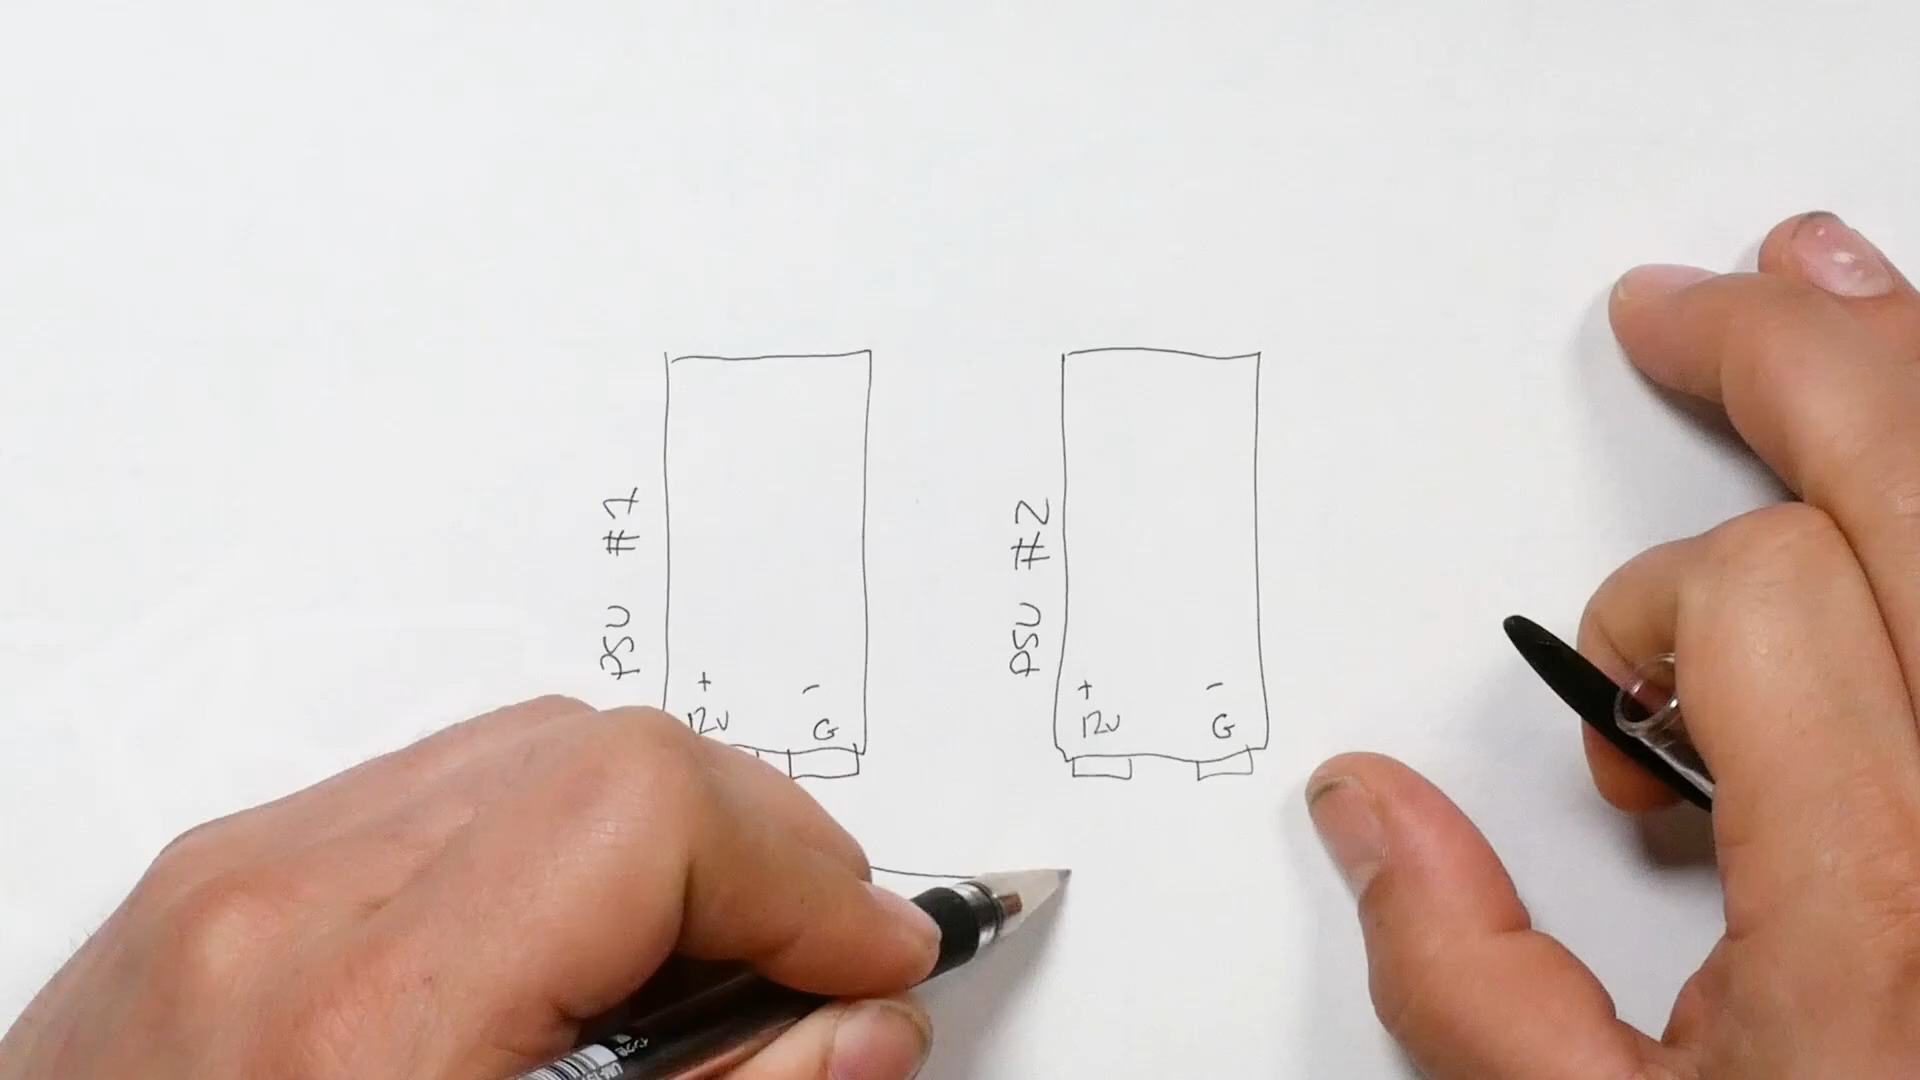 PSU #1
+ -
12v G
PSU #2
+ -
12v G